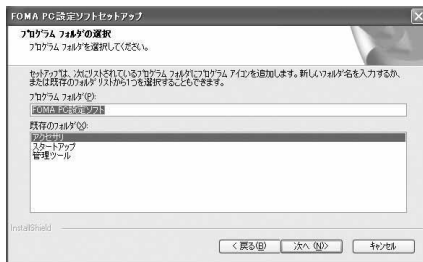 FOMA PC設定ソフトセットアップ
プログラム フォルダの選択
プログラム フォルダを選択してください。
セットアップは、次にリストされているプログラム フォルダにプログラム アイコンを追加します。新しいフォルダ名を入力するか、
または既存のフォルダ リストから1つを選択することもできます。
プログラム フォルダ(P):
FOMA PC設定ソフト
既存のフォルダ(X):
アクセサリ
スタートアップ
管理ツール
InstallShield
< 戻る(B)
次へ (N)>
キャンセル